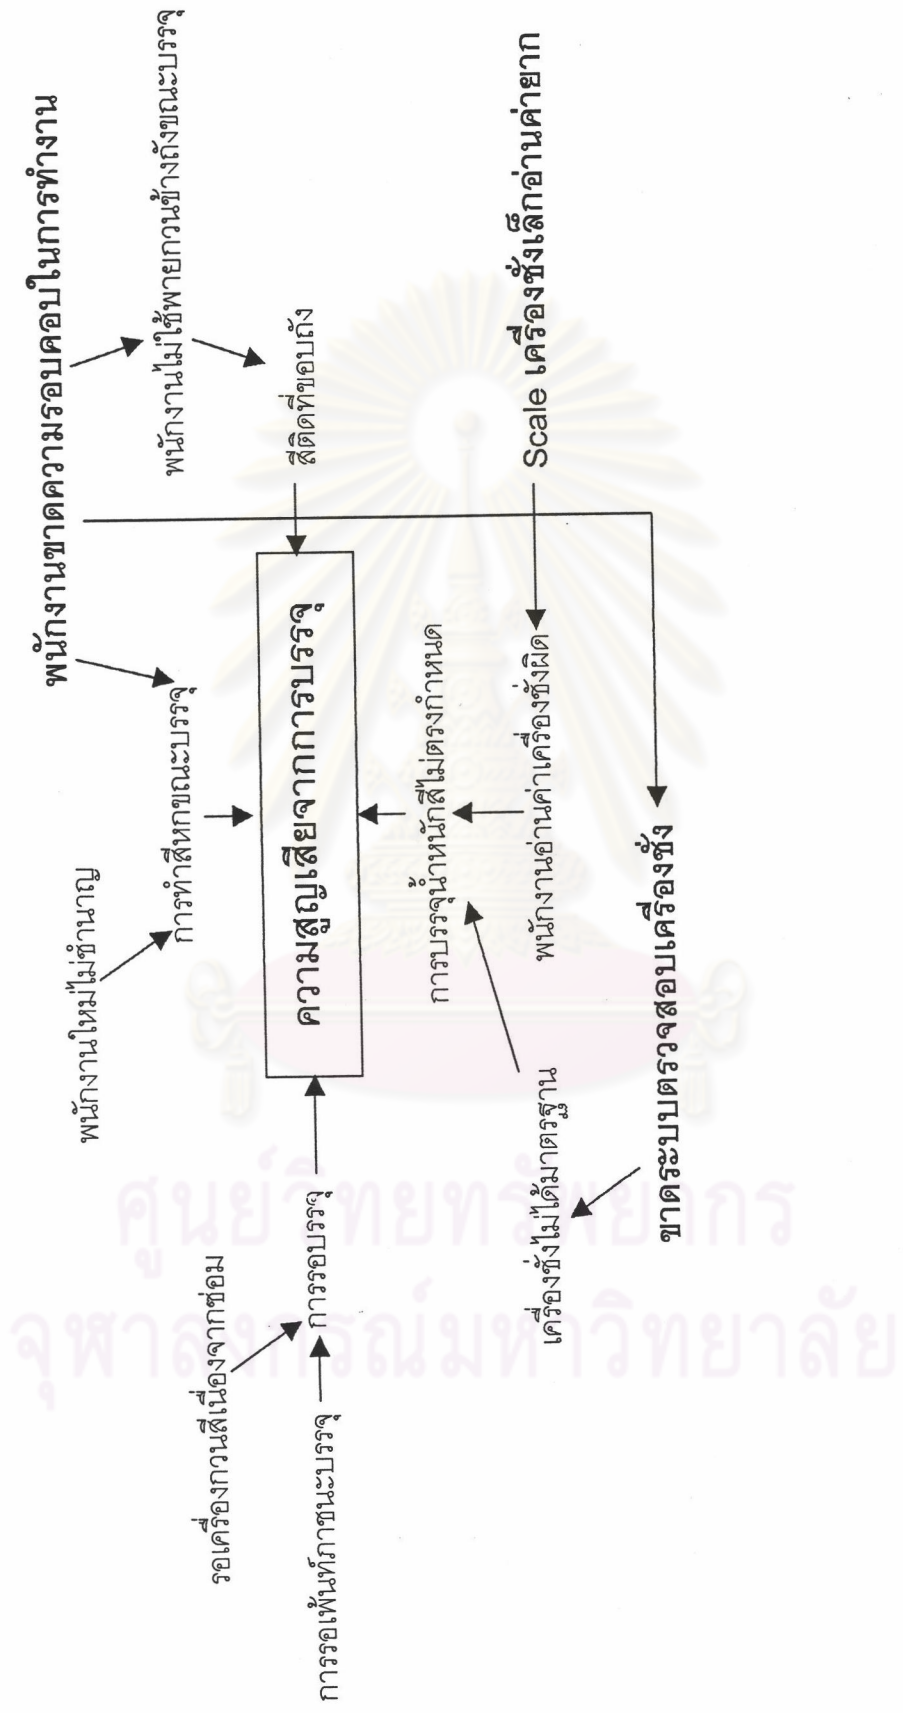 พนักงานขาดความรอบคอบในการทำงาน
พนักงานใหม่ไม่ชำนาญ
พนักงานไม่ใช้พายกวนข้างถังขณะบรรจุ
การทำสีหกขณะบรรจุ
รอเครื่องกวนสีเนื่องจากซ่อม
สีติดที่ขอบถัง
ความสูญเสียจากการบรรจุ
การรอบรรจุ
การรอเพ้นท์ภาชนะบรรจุ
การบรรจุน้ำหนักสีไม่ตรงกำหนด
Scale เครื่องชั่งเล็กอ่านค่ายาก
พนักงานอ่านค่าเครื่องชั่งผิด
เครื่องชั่งไม่ได้มาตรฐาน
ขาดระบบตรวจสอบเครื่องชั่ง
ศูนย์วิทยทรัพยากร
จุฬาลงกรณ์มหาวิทยาลัย